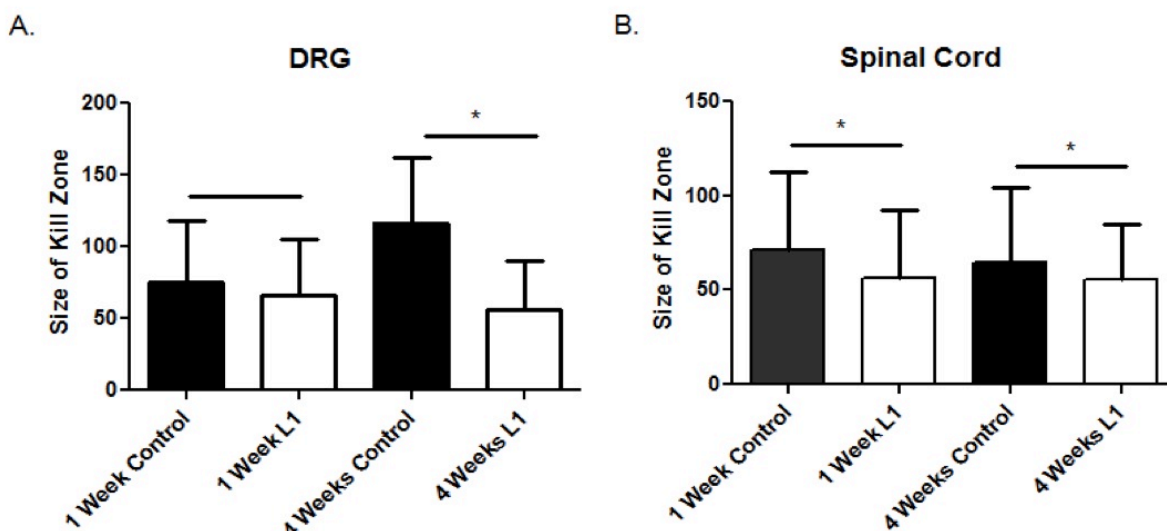 A.
DRG
Size of Kill Zone
200
150
100
50
0
*
1 Week Control
1 Week L1
4 Weeks Control
4 Weeks L1
B.
Spinal Cord
Size of Kill Zone
150
100
50
0
*
*
1 Week Control
1 Week L1
4 Weeks Control
4 Weeks L1